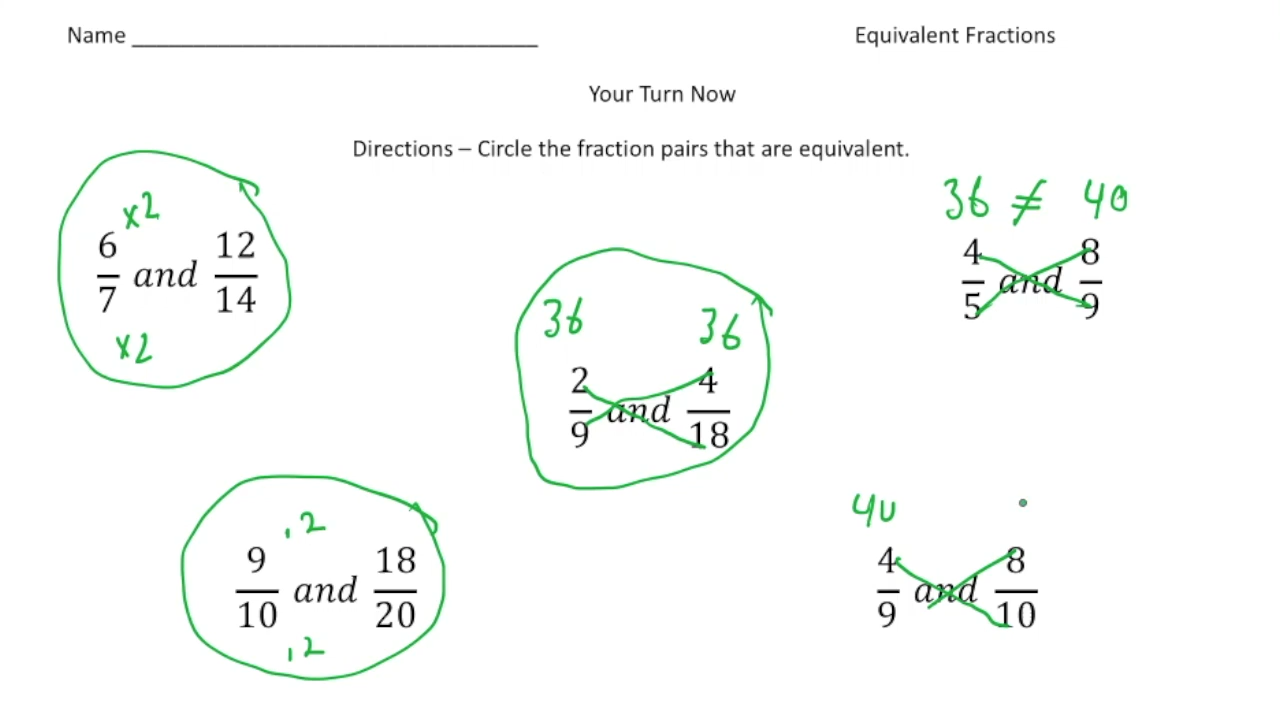 Name ______________________________ Equivalent Fractions
Your Turn Now
Directions – Circle the fraction pairs that are equivalent.
x2
6/7 and 12/14
x2
36 ≠ 40
4/5 and 8/9
36 36
2/9 and 4/18
.2
9/10 and 18/20
.2
40
4/9 and 8/10